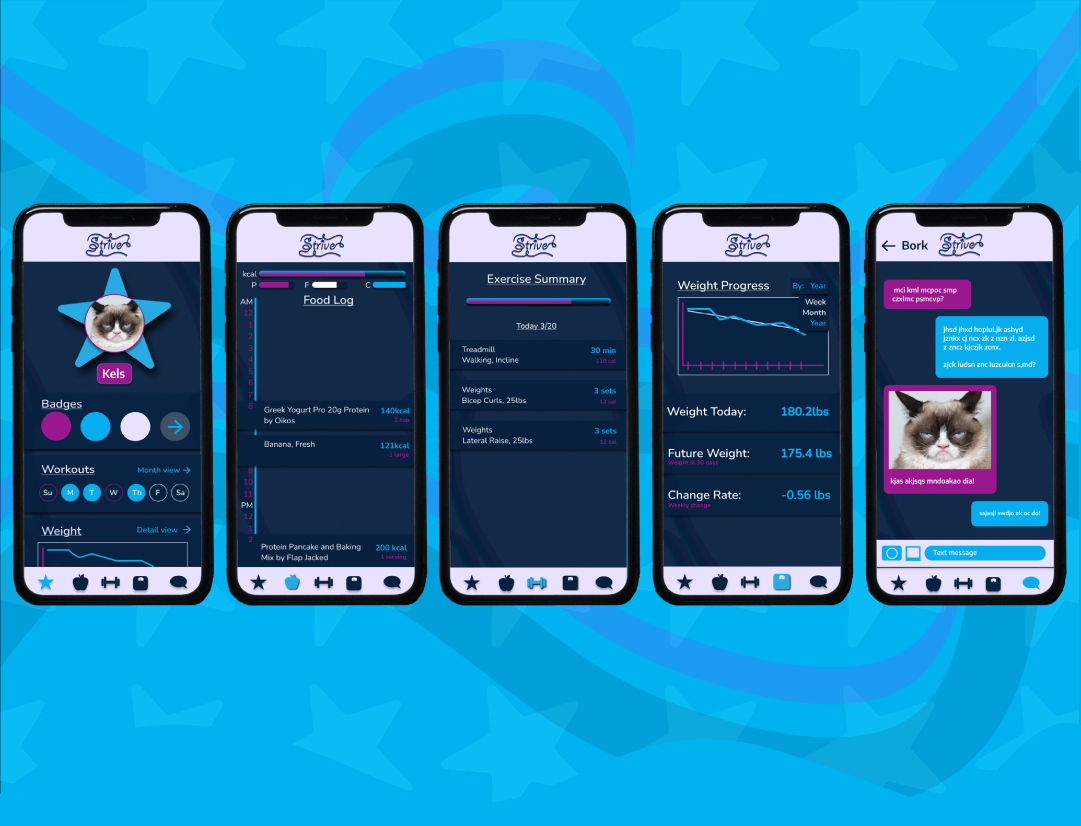 Strive
Kels
Badges
Workouts
Month view
Su M T W Th F Sa
Weight
Detail view
Strive
kcal
P F C
Food Log
AM
12
1
2
3
4
5
6
7
8
Greek Yogurt Pro 20g Protein
by Oikos
140kcal
1 cup
Banana, Fresh
121kcal
1 large
9
10
11
PM
12
1
2
Protein Pancake and Baking
Mix by Flap Jacked
200 kcal
1 serving
Strive
Exercise Summary
Today 3/20
Treadmill
Walking, Incline
30 min
110 cal
Weights
Bicep Curls, 25lbs
3 sets
12 cal
Weights
Lateral Raise, 25lbs
3 sets
12 cal
Strive
Weight Progress
By: Year
Week
Month
Year
Weight Today: 180.2lbs
Future Weight: 175.4 lbs
Weight in 30 days
Change Rate: -0.56 lbs
Weekly change
Bork
Strive
mci kml mcpoc smp
czxlmc psmcvp?
jhsd jhxd hopiul,jk ashyd
jznkx cj ncx zk z nzn zl. azjsd
z zncz kjczjk zcnx.
zjck iudsn znc iuzcuicn s,md?
kjas akjsqs mndoakao dia!
sajasji swdjo ek oc do!
Text message